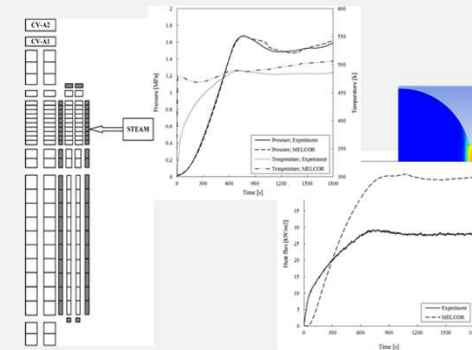 CV-A2
CV-A1
STEAM
Pressure [MPa]
2
1.8
1.6
1.4
1.2
1
0.8
0.6
0.4
0.2
0
600
550
500
450
400
350
300
Temperature [K]
Pressure; Experiment
Pressure; MELCOR
Temperature; Experiment
Temperature; MELCOR
0 300 600 900 1200 1500 1800
Time [s]
Heat flux [kW/m2]
35
30
25
20
15
10
5
0
Experiment
MELCOR
0 300 600 900 1200 1500
Time [s]